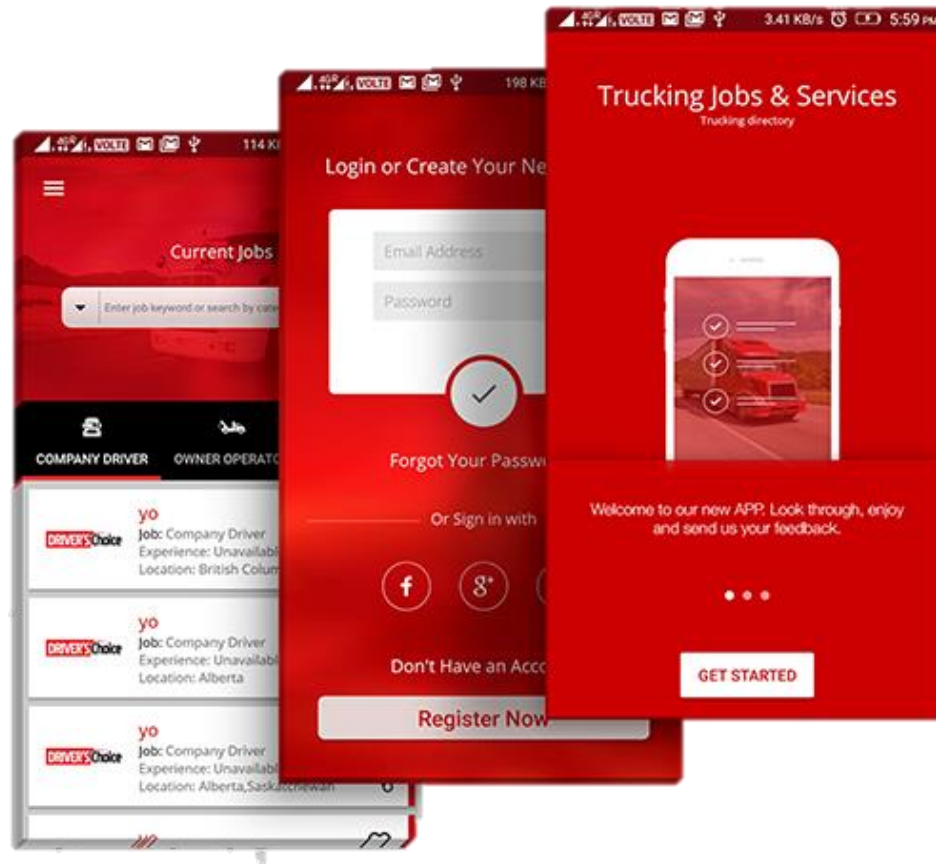 VOLTE
3.41 KB/s
5:59 PM
Trucking Jobs & Services
Trucking directory
Welcome to our new APP. Look through, enjoy
and send us your feedback.
GET STARTED
VOLTE
198 KB
Login or Create Your Ne
Email Address
Password
Forgot Your Passw
Or Sign in with
f
g+
Don't Have an Acco
Register Now
VOLTE
114 K
Current Jobs
Enter job keyword or search by cate
COMPANY DRIVER
OWNER OPERATO
DRIVER'S Choice
yo
Job: Company Driver
Experience: Unavailabl
Location: British Colum
DRIVER'S Choice
yo
Job: Company Driver
Experience: Unavailabl
Location: Alberta
DRIVER'S Choice
yo
Job: Company Driver
Experience: Unavailabl
Location: Alberta,Saskatchewan